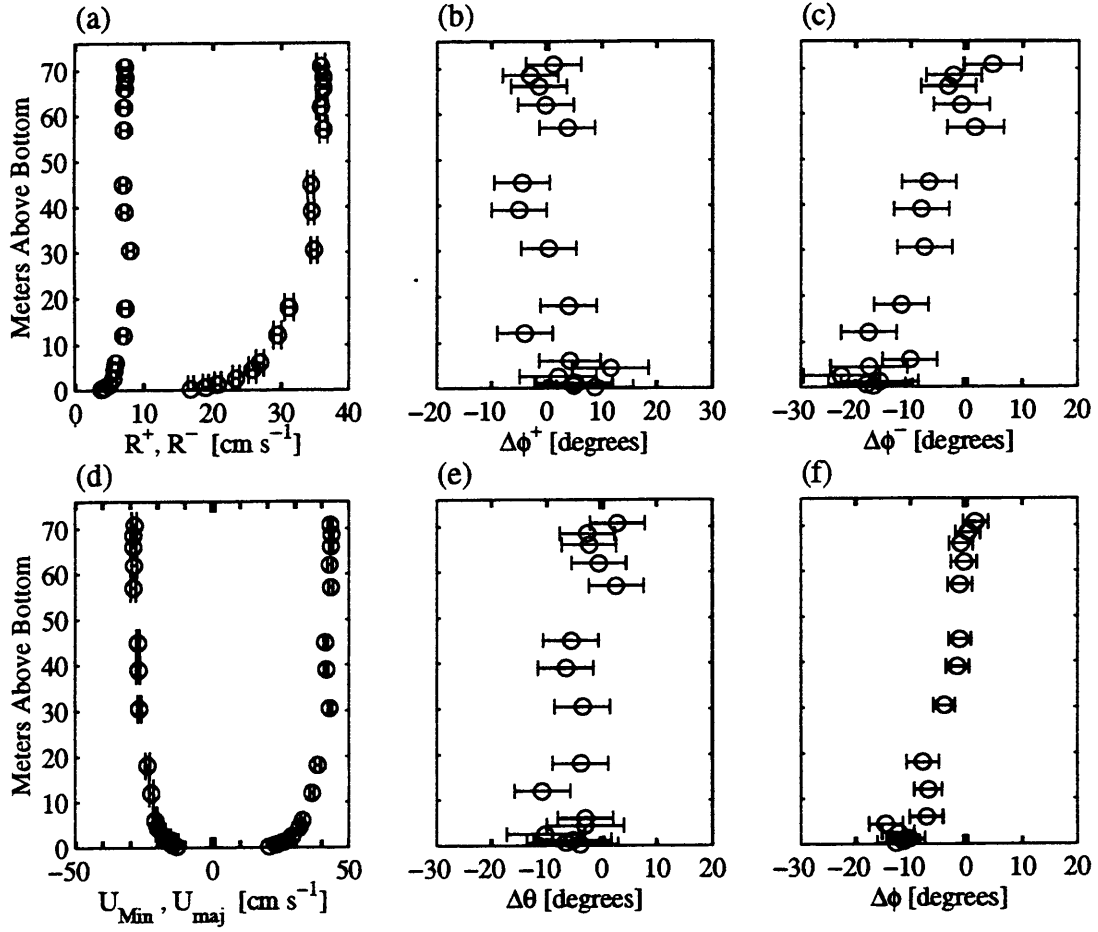 (a)
(b)
(c)
Meters Above Bottom
70
60
50
40
30
20
10
0
0 10 20 30 40
R⁺, R⁻ [cm s⁻¹]
−20 −10 0 10 20 30
Δϕ⁺ [degrees]
−30 −20 −10 0 10 20
Δϕ⁻ [degrees]
(d)
(e)
(f)
Meters Above Bottom
70
60
50
40
30
20
10
0
−50 0 50
U_Min , U_maj [cm s⁻¹]
−30 −20 −10 0 10 20
Δθ [degrees]
−30 −20 −10 0 10 20
Δϕ [degrees]